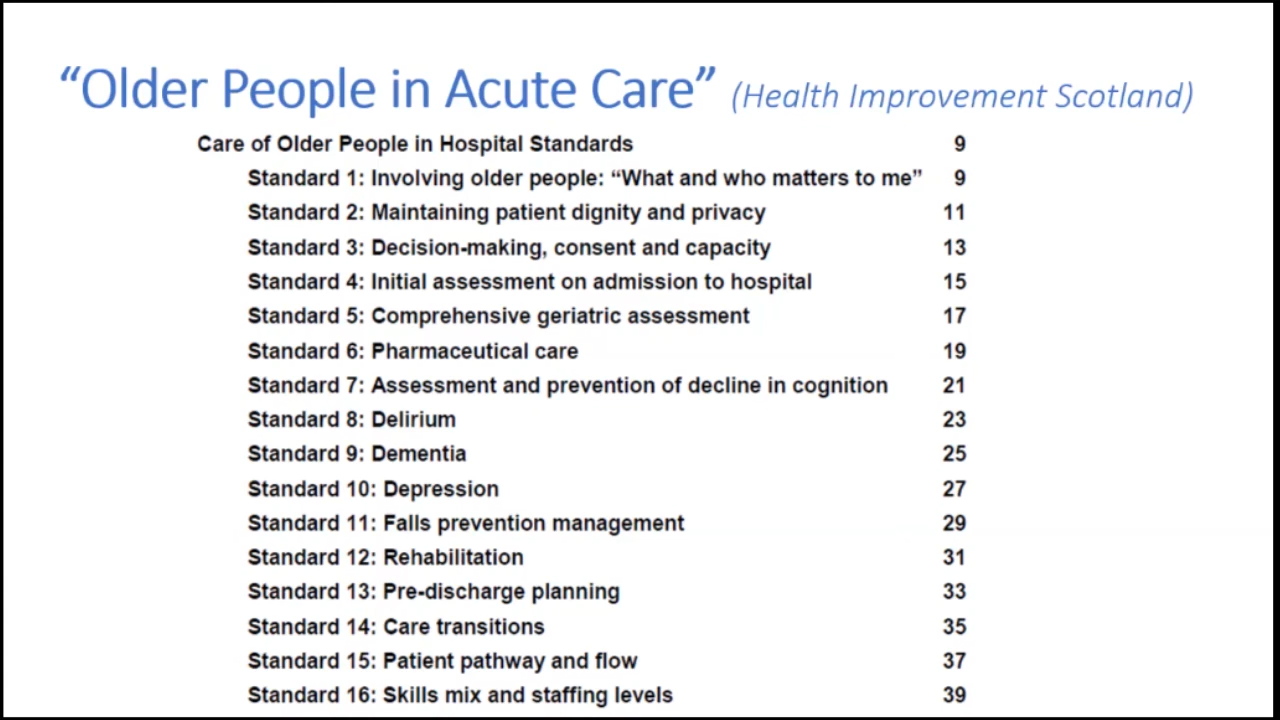 “Older People in Acute Care” (Health Improvement Scotland)
Care of Older People in Hospital Standards 9
Standard 1: Involving older people: “What and who matters to me” 9
Standard 2: Maintaining patient dignity and privacy 11
Standard 3: Decision-making, consent and capacity 13
Standard 4: Initial assessment on admission to hospital 15
Standard 5: Comprehensive geriatric assessment 17
Standard 6: Pharmaceutical care 19
Standard 7: Assessment and prevention of decline in cognition 21
Standard 8: Delirium 23
Standard 9: Dementia 25
Standard 10: Depression 27
Standard 11: Falls prevention management 29
Standard 12: Rehabilitation 31
Standard 13: Pre-discharge planning 33
Standard 14: Care transitions 35
Standard 15: Patient pathway and flow 37
Standard 16: Skills mix and staffing levels 39